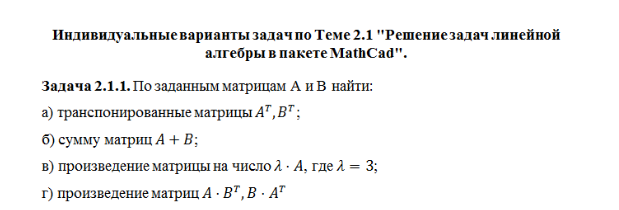 Индивидуальные варианты задач по Теме 2.1 "Решение задач линейной
алгебры в пакете MathCad".
Задача 2.1.1. По заданным матрицам А и В найти:
а) транспонированные матрицы Aᵀ, Bᵀ;
б) сумму матриц A + B;
в) произведение матрицы на число λ · A, где λ = 3;
г) произведение матриц A · Bᵀ, B · Aᵀ